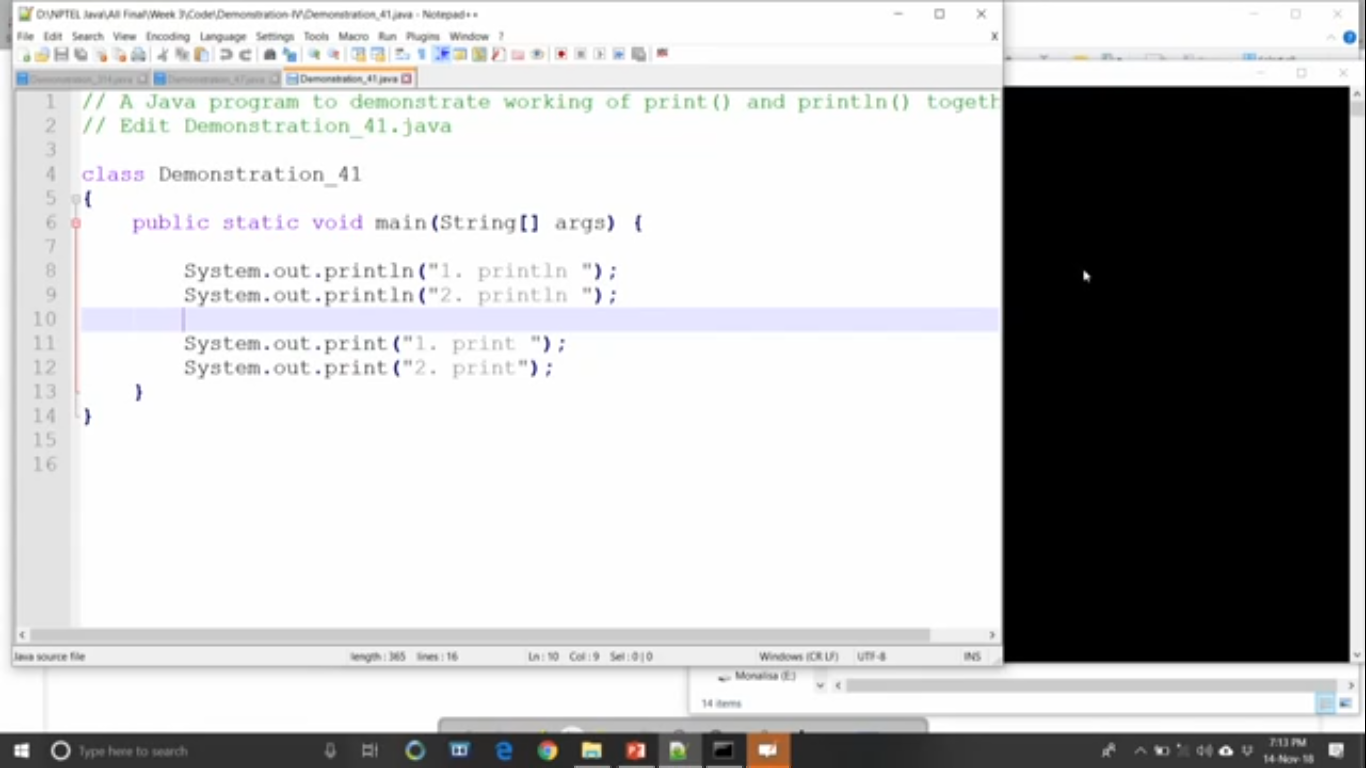 D:\NPTEL Java\All Final\Week 3\Code\Demonstration-IV\Demonstration_41.java - Notepad++
File Edit Search View Encoding Language Settings Tools Macro Run Plugins Window ? X
Demonstration_314.java Demonstration_47.java Demonstration_41.java
1 // A Java program to demonstrate working of print() and println() togeth
2 // Edit Demonstration_41.java
3
4 class Demonstration_41
5 {
6 public static void main(String[] args) {
7
8 System.out.println("1. println ");
9 System.out.println("2. println ");
10
11 System.out.print("1. print ");
12 System.out.print("2. print");
13 }
14 }
15
16
Java source file length : 365 lines : 16 Ln : 10 Col : 9 Sel : 0 | 0 Windows (CR LF) UTF-8 INS
Monalisa (E:)
14 items
Type here to search
7:13 PM
14-Nov-18